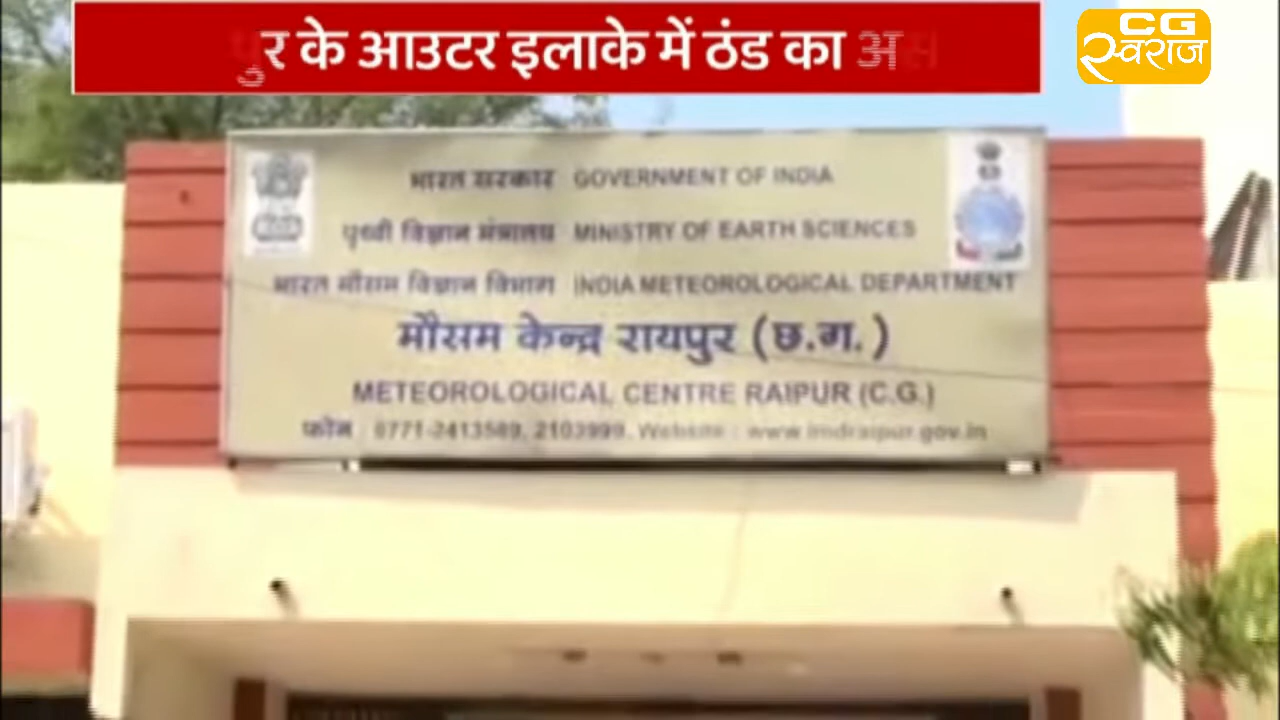 पुर के आउटर इलाके में ठंड का अस
CG
स्वराज
भारत सरकार GOVERNMENT OF INDIA
पृथ्वी विज्ञान मंत्रालय MINISTRY OF EARTH SCIENCES
भारत मौसम विज्ञान विभाग INDIA METEOROLOGICAL DEPARTMENT
मौसम केन्द्र रायपुर (छ.ग.)
METEOROLOGICAL CENTRE RAIPUR (C.G.)
फोन : 0771-2413589, 2103999, Website : www.imdraipur.gov.in